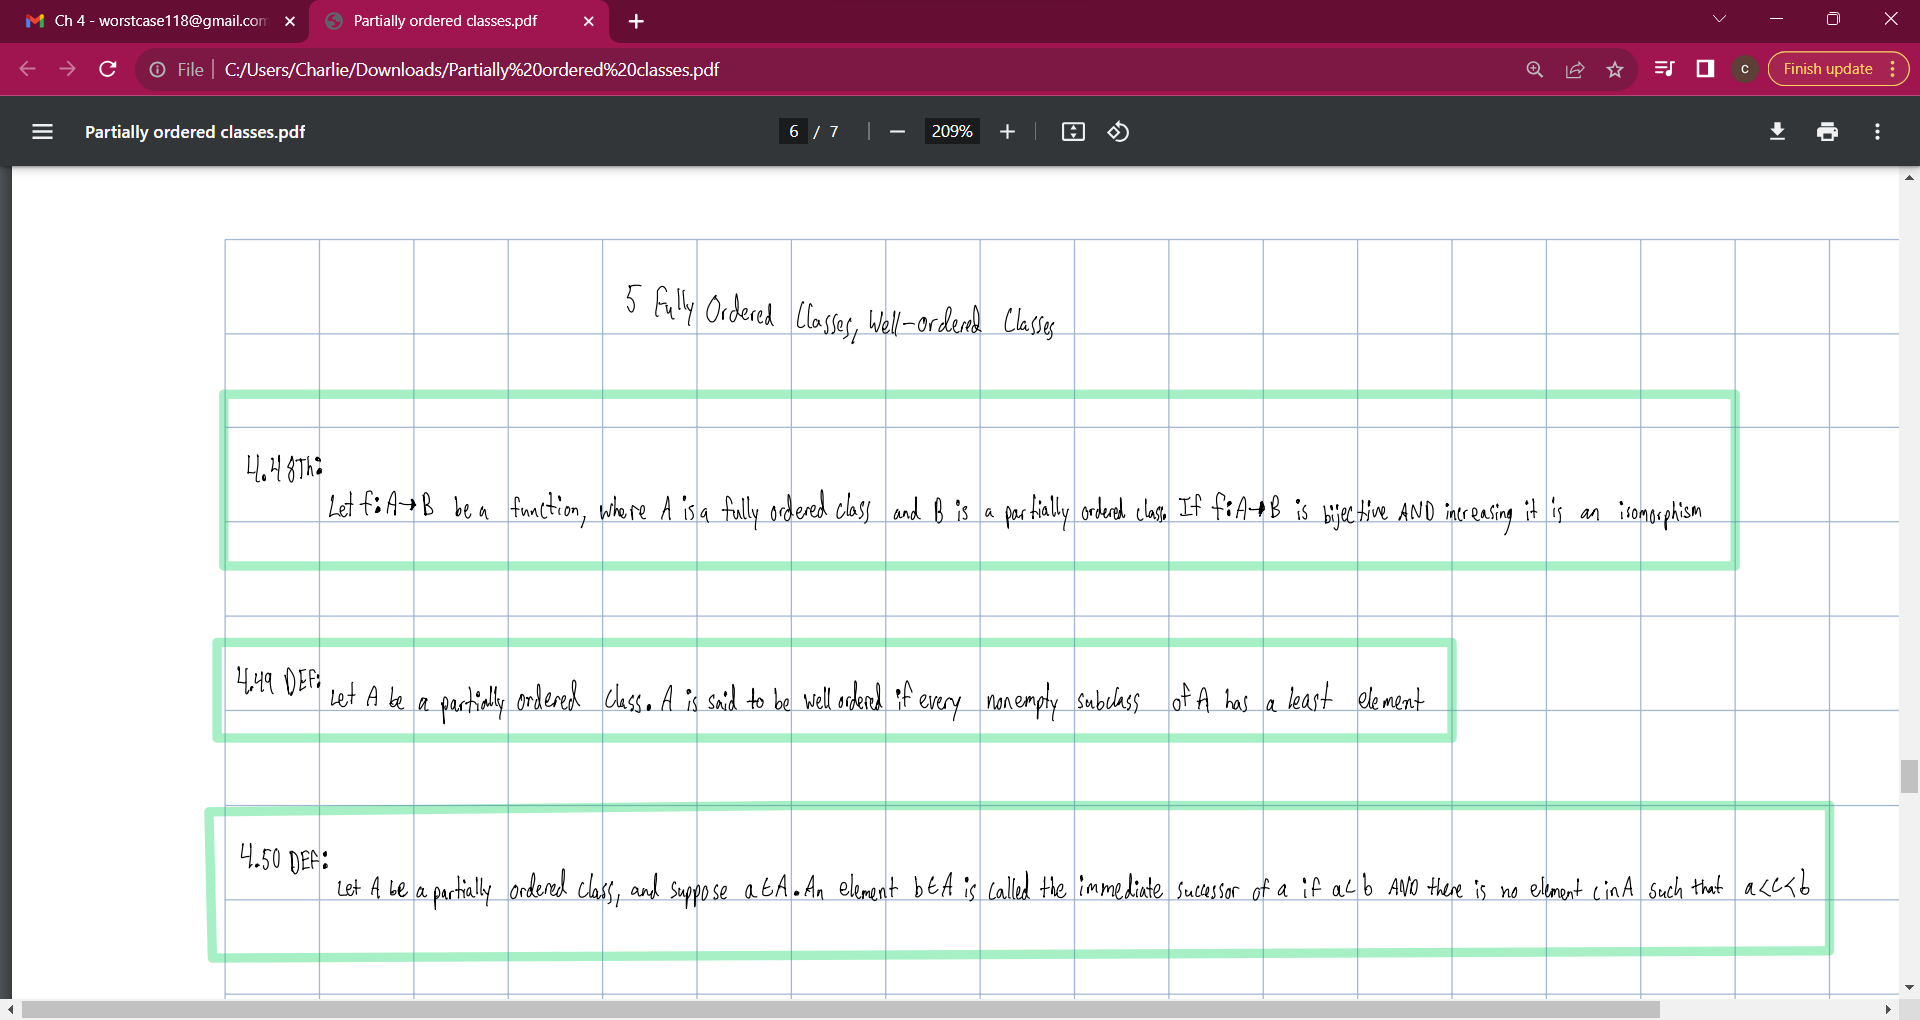 Ch 4 - worstcase118@gmail.com
Partially ordered classes.pdf
File
C:/Users/Charlie/Downloads/Partially%20ordered%20classes.pdf
C
Finish update
Partially ordered classes.pdf
6 / 7
209%
5 Fully Ordered Classes, Well-ordered Classes
4.48Th:
Let f:A→B be a function, where A is a fully ordered class and B is a partially ordered class. If f:A→B is bijective AND increasing it is an isomorphism
4.49 DEF:
Let A be a partially ordered class. A is said to be well ordered if every nonempty subclass of A has a least element
4.50 DEF:
Let A be a partially ordered class, and suppose a∈A. An element b∈A is called the immediate successor of a if a<b AND there is no element c in A such that a<c<b